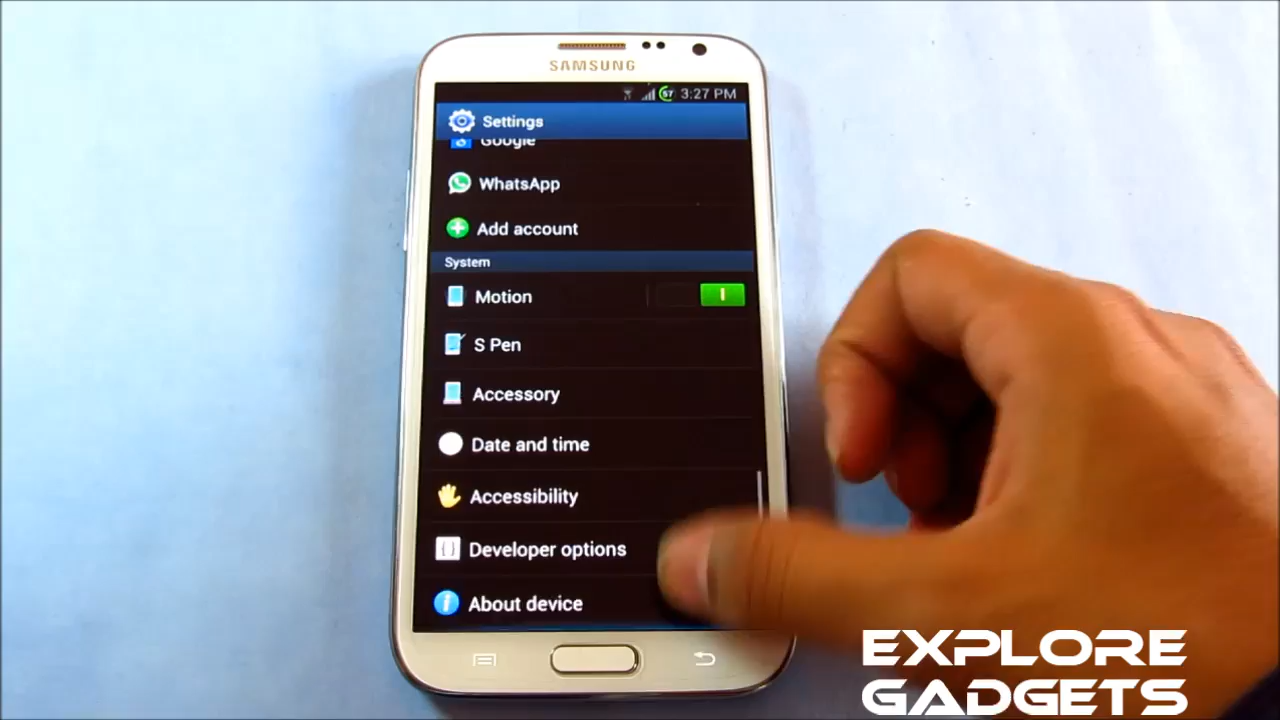 SAMSUNG
57
3:27 PM
Settings
Google
WhatsApp
Add account
System
Motion
S Pen
Accessory
Date and time
Accessibility
Developer options
About device
EXPLORE
GADGETS